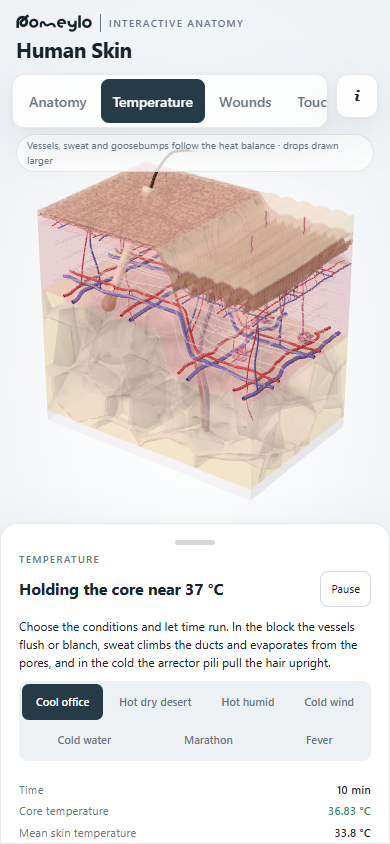 Domeylo | INTERACTIVE ANATOMY
Human Skin
Anatomy Temperature Wounds Touc
i
Vessels, sweat and goosebumps follow the heat balance · drops drawn
larger
TEMPERATURE
Holding the core near 37 °C
Pause
Choose the conditions and let time run. In the block the vessels
flush or blanch, sweat climbs the ducts and evaporates from the
pores, and in the cold the arrector pili pull the hair upright.
Cool office Hot dry desert Hot humid Cold wind
Cold water Marathon Fever
Time 10 min
Core temperature 36.83 °C
Mean skin temperature 33.8 °C